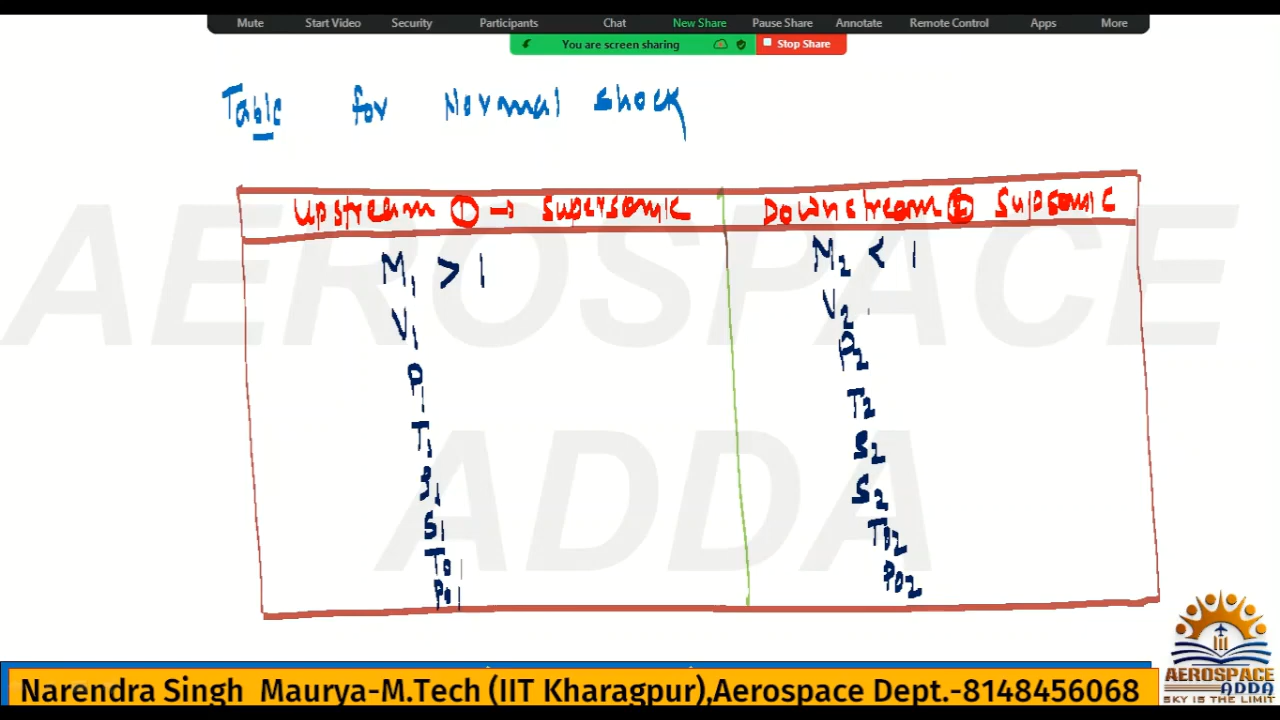 Mute Start Video Security Participants Chat New Share Pause Share Annotate Remote Control Apps More
You are screen sharing Stop Share
Table for Normal Shock
Upstream ① → supersonic Downstream ② Supsonic
M₁ > 1 M₂ < 1
V₁ V₂
P₁ P₂
T₁ T₂
S₁ S₂
T₀₁ T₀₂
P₀₁ P₀₂
AEROSPACE
ADDA
AEROSPACE
ADDA
SKY IS THE LIMIT
Narendra Singh Maurya-M.Tech (IIT Kharagpur),Aerospace Dept.-8148456068